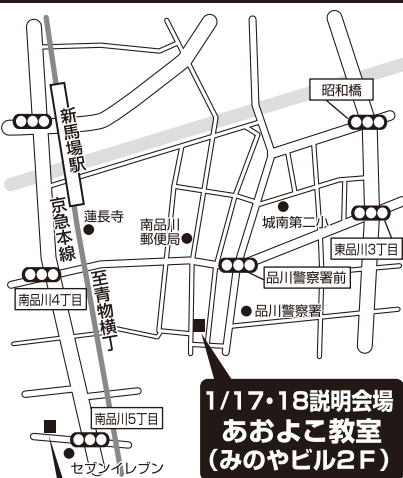 昭和橋
新馬場駅
京急本線
蓮長寺
南品川
郵便局
城南第二小
東品川3丁目
品川警察署前
南品川4丁目
至青物横丁
品川警察署
1/17・18説明会場
あおよこ教室
(みのやビル2F)
南品川5丁目
セブンイレブン